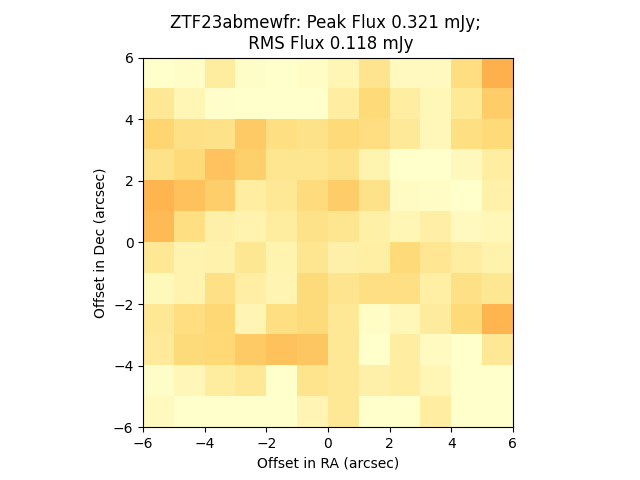 ZTF23abmewfr: Peak Flux 0.321 mJy;
RMS Flux 0.118 mJy
6
4
2
0
−2
−4
−6
Offset in Dec (arcsec)
−6 −4 −2 0 2 4 6
Offset in RA (arcsec)